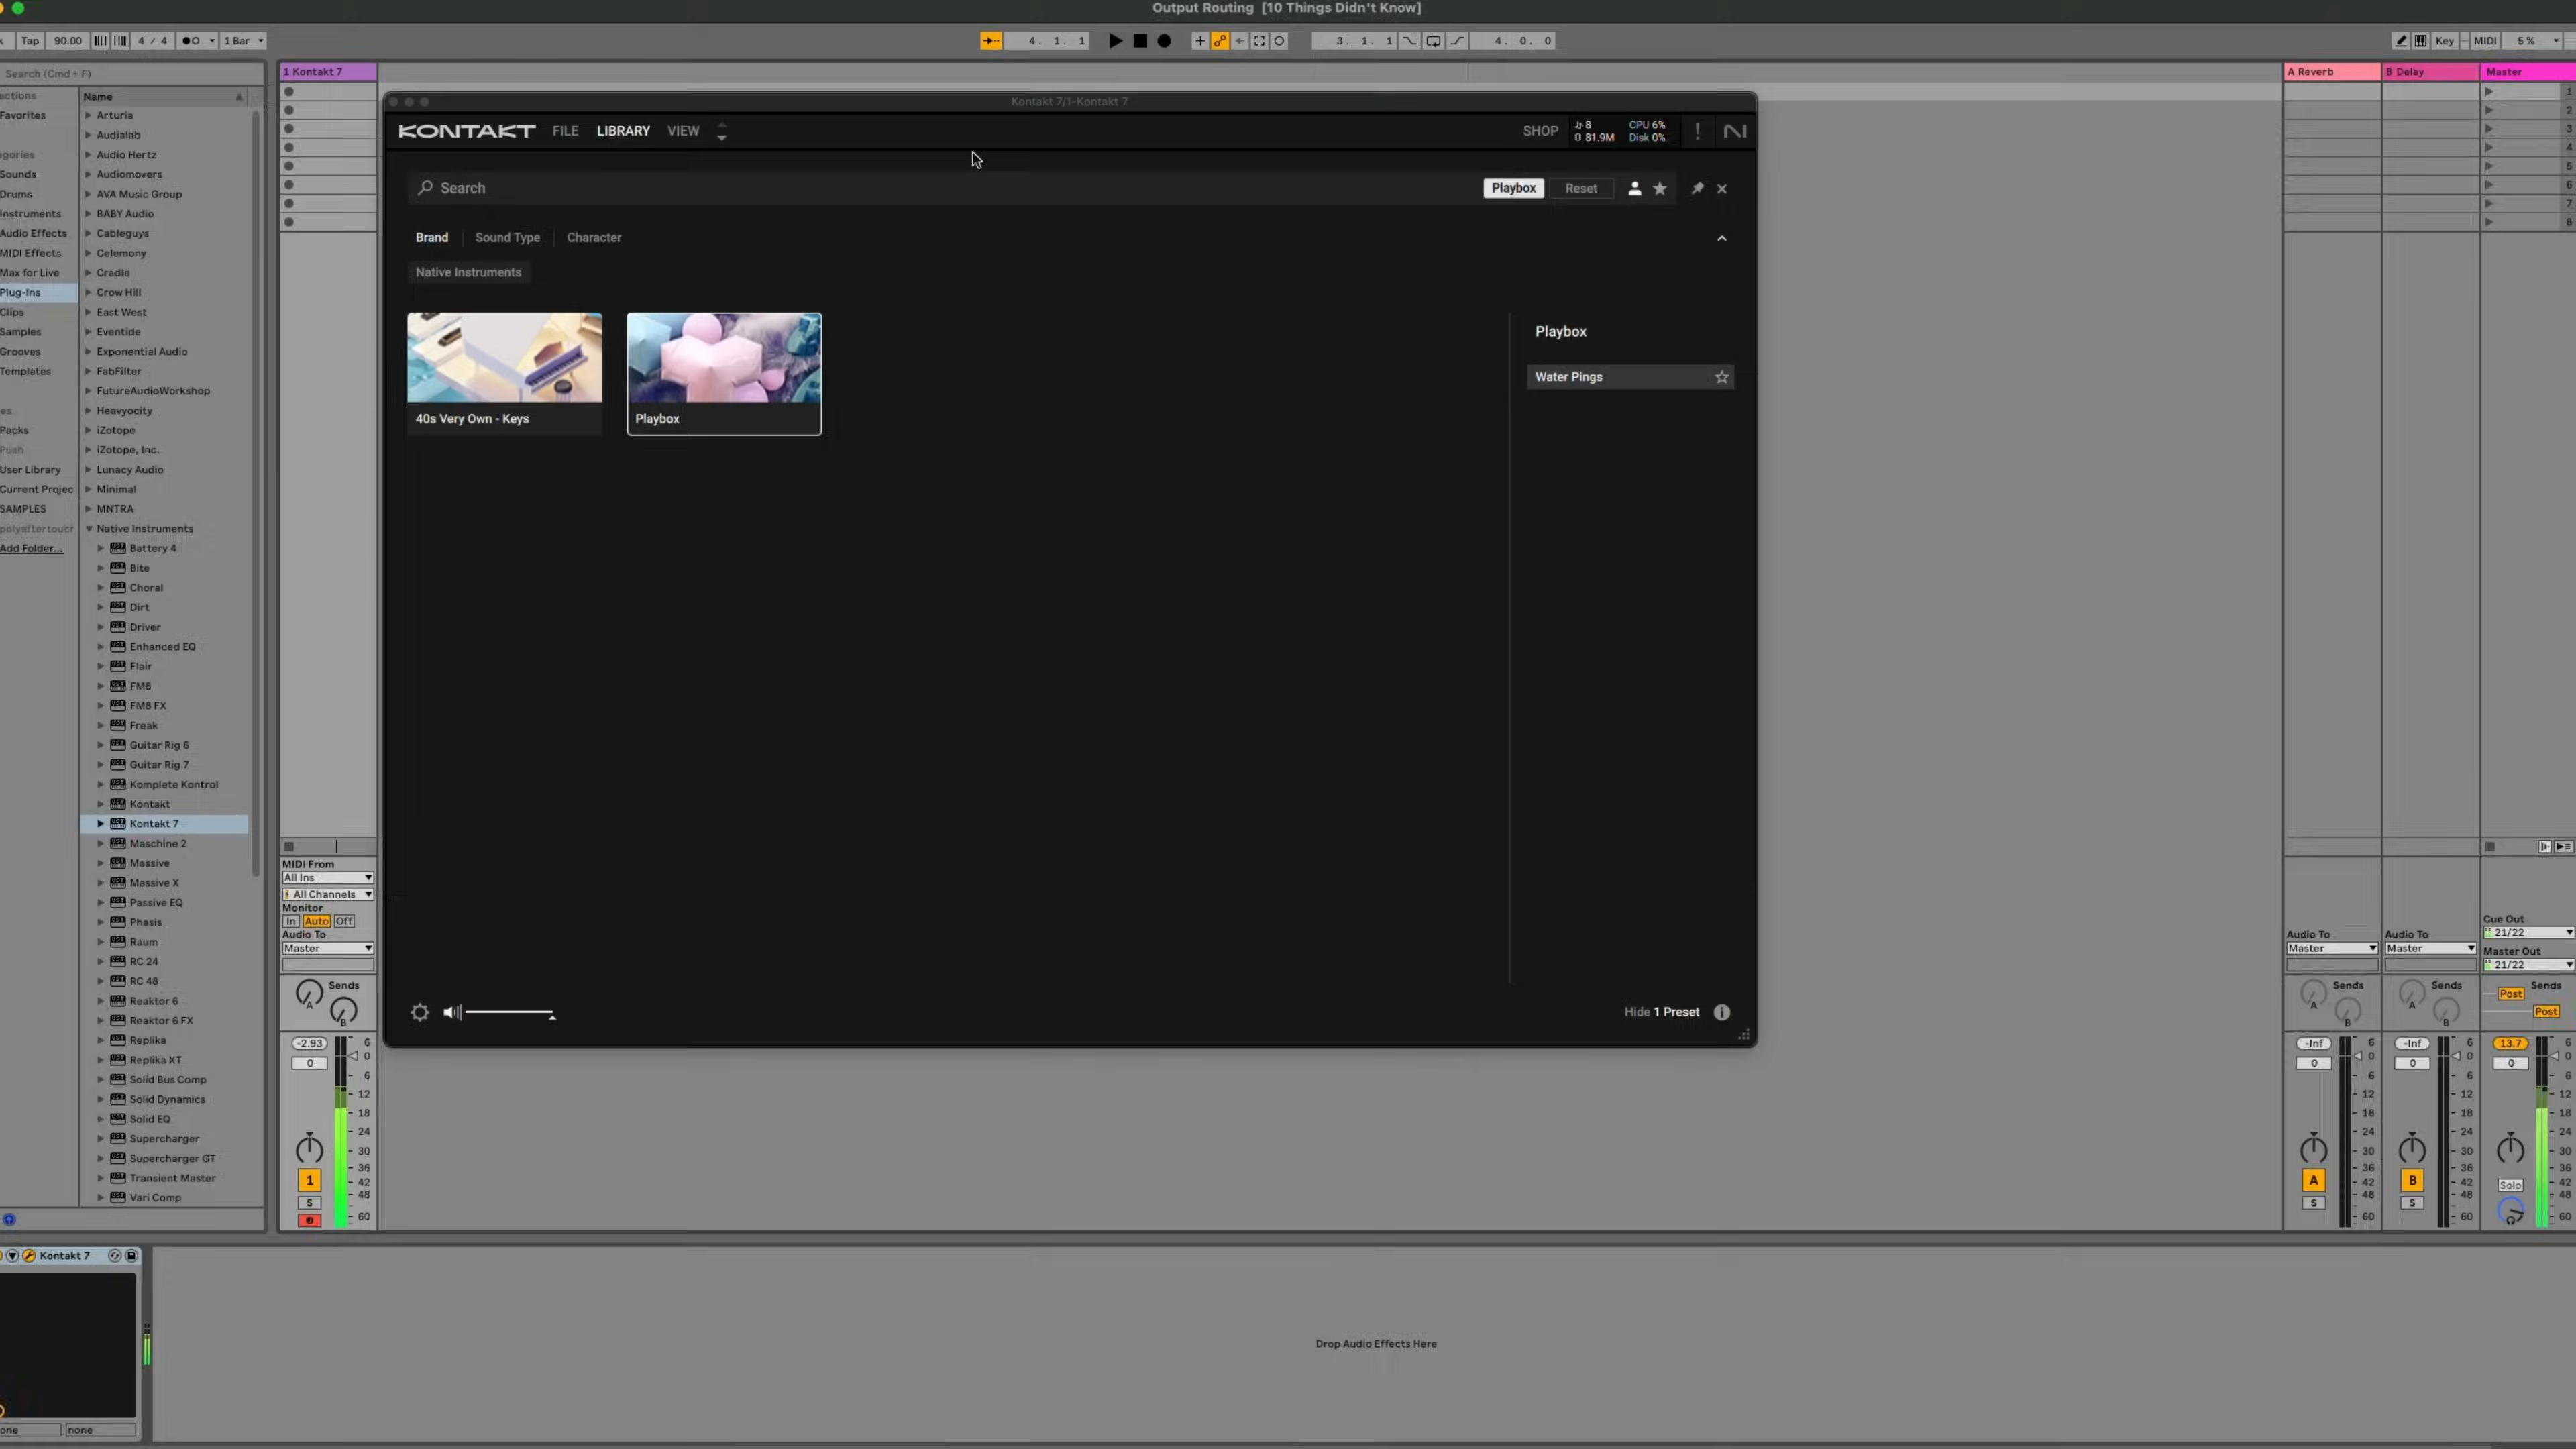 Output Routing  [10 Things Didn't Know]
Tap 90.00 4 / 4 1 Bar
4. 1. 1
3. 1. 1
4. 0. 0
Key MIDI 5 %
Search (Cmd + F)
Favorites
Sounds
Drums
Instruments
Audio Effects
MIDI Effects
Max for Live
Plug-Ins
Clips
Samples
Grooves
Templates
Packs
Push
User Library
Current Projec
SAMPLES
polyaftertouch
Add Folder...
Name
Arturia
Audialab
Audio Hertz
Audiomovers
AVA Music Group
BABY Audio
Cableguys
Celemony
Cradle
Crow Hill
East West
Eventide
Exponential Audio
FabFilter
FutureAudioWorkshop
Heavyocity
iZotope
iZotope, Inc.
Lunacy Audio
Minimal
MNTRA
Native Instruments
Battery 4
Bite
Choral
Dirt
Driver
Enhanced EQ
Flair
FM8
FM8 FX
Freak
Guitar Rig 6
Guitar Rig 7
Komplete Kontrol
Kontakt
Kontakt 7
Maschine 2
Massive
Massive X
Passive EQ
Phasis
Raum
RC 24
RC 48
Reaktor 6
Reaktor 6 FX
Replika
Replika XT
Solid Bus Comp
Solid Dynamics
Solid EQ
Supercharger
Supercharger GT
Transient Master
Vari Comp
1 Kontakt 7
MIDI From
All Ins
All Channels
Monitor
In Auto Off
Audio To
Master
Sends
A
B
-2.93
0
6
0
6
12
18
24
30
36
42
48
60
1
S
Kontakt 7/1-Kontakt 7
KONTAKT FILE LIBRARY VIEW
SHOP 8 CPU 6%
81.9M Disk 0%
Search
Playbox Reset
Brand Sound Type Character
Native Instruments
40s Very Own - Keys
Playbox
Playbox
Water Pings
Hide 1 Preset
A Reverb
B Delay
Master
1
2
3
4
5
6
7
8
Audio To
Master
Sends
A
B
-Inf
0
6
0
6
12
18
24
30
36
42
48
60
A
S
Audio To
Master
Sends
A
B
-Inf
0
6
0
6
12
18
24
30
36
42
48
60
B
S
Cue Out
21/22
Master Out
21/22
Sends
Post
Post
13.7
0
6
0
6
12
18
24
30
36
42
48
60
Solo
Kontakt 7
none
Drop Audio Effects Here